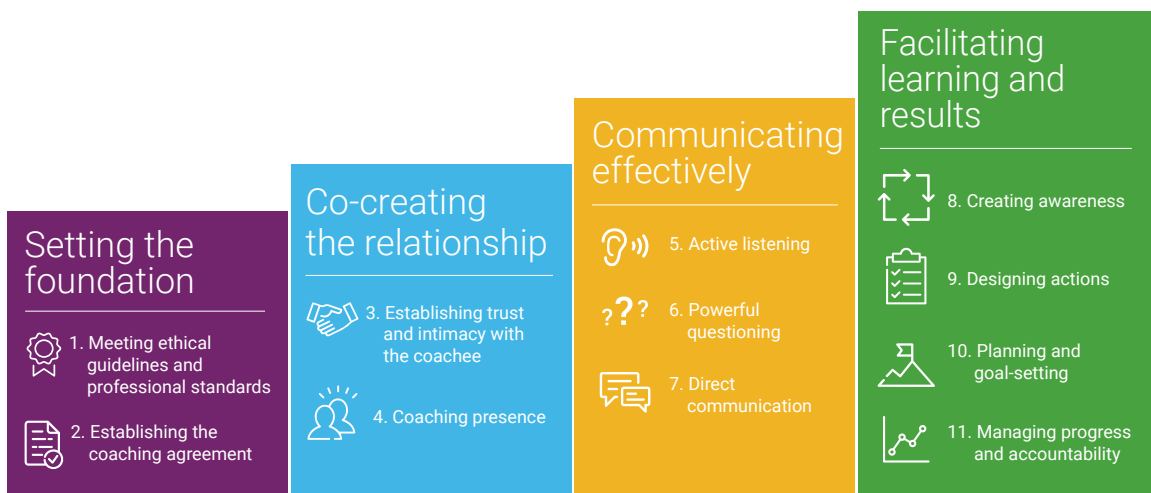 Setting the
foundation
1. Meeting ethical
guidelines and
professional standards
2. Establishing the
coaching agreement
Co-creating
the relationship
3. Establishing trust
and intimacy with
the coachee
4. Coaching presence
Communicating
effectively
5. Active listening
???
6. Powerful
questioning
7. Direct
communication
Facilitating
learning and
results
8. Creating awareness
9. Designing actions
10. Planning and
goal-setting
11. Managing progress
and accountability